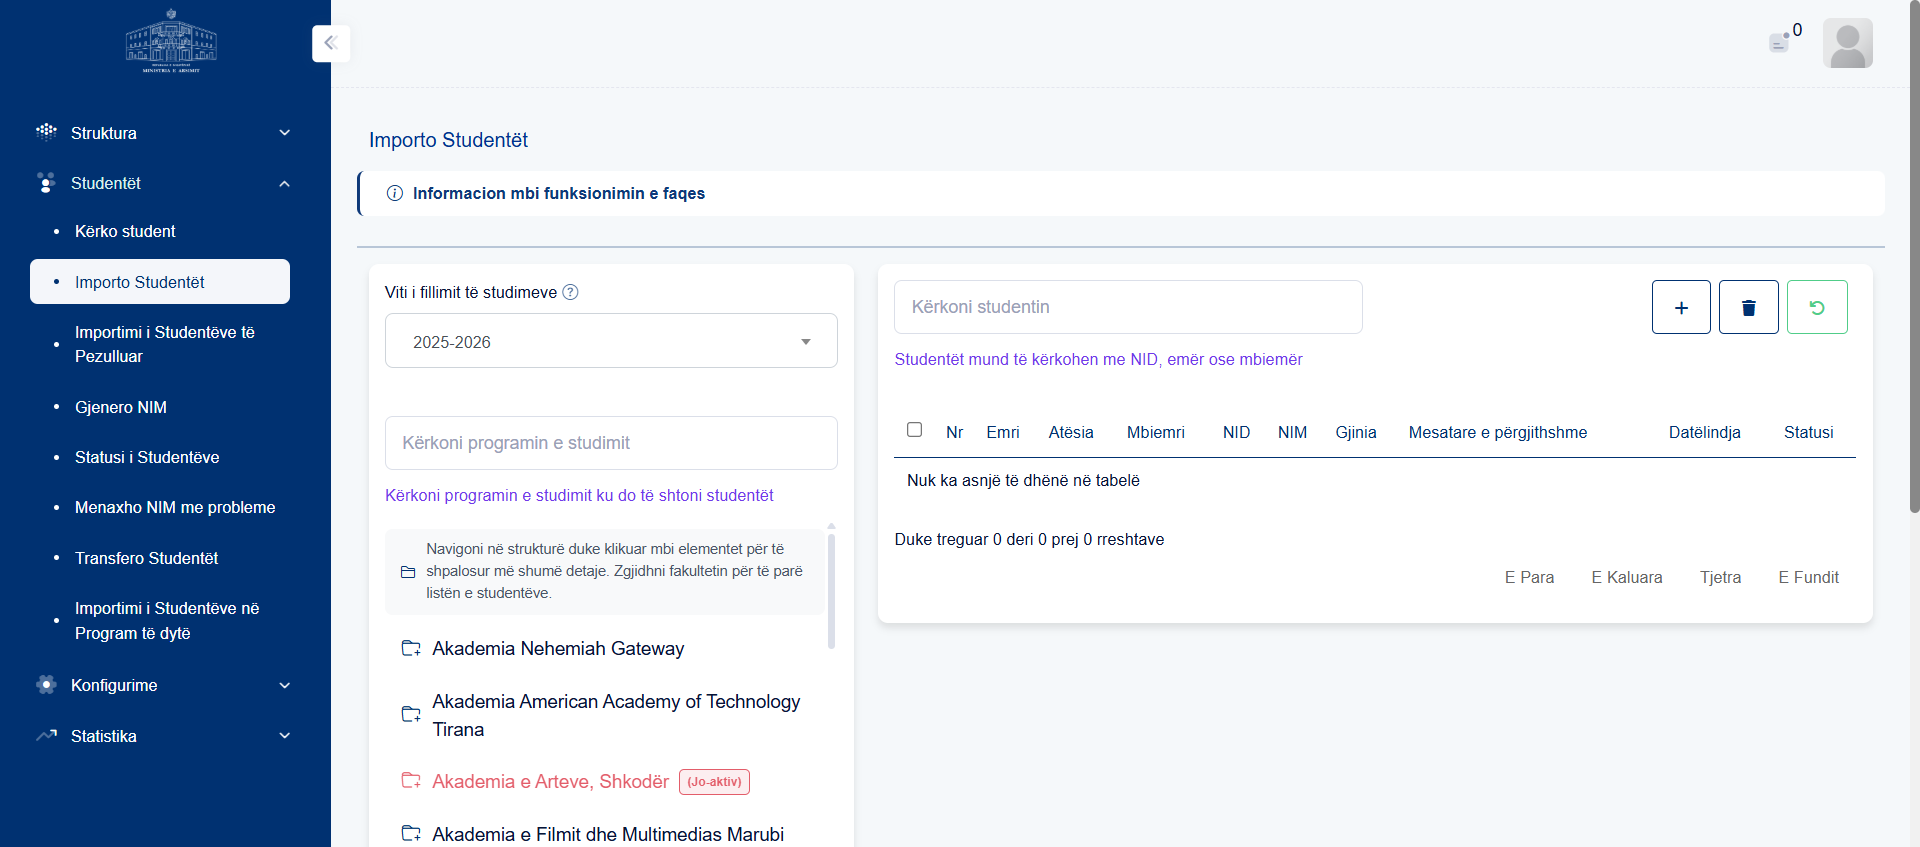 MINISTRIA E ARSIMIT
0
Struktura
Studentët
Kërko student
Importo Studentët
Importimi i Studentëve të
Pezulluar
Gjenero NIM
Statusi i Studentëve
Menaxho NIM me probleme
Transfero Studentët
Importimi i Studentëve në
Program të dytë
Konfigurime
Statistika
Importo Studentët
Informacion mbi funksionimin e faqes
Viti i fillimit të studimeve
2025-2026
Kërkoni programin e studimit
Kërkoni programin e studimit ku do të shtoni studentët
Navigoni në strukturë duke klikuar mbi elementet për të
shpalosur më shumë detaje. Zgjidhni fakultetin për të parë
listën e studentëve.
Akademia Nehemiah Gateway
Akademia American Academy of Technology
Tirana
Akademia e Arteve, Shkodër (Jo-aktiv)
Akademia e Filmit dhe Multimedias Marubi
Kërkoni studentin
Studentët mund të kërkohen me NID, emër ose mbiemër
Nr Emri Atësia Mbiemri NID NIM Gjinia Mesatare e përgjithshme Datëlindja Statusi
Nuk ka asnjë të dhënë në tabelë
Duke treguar 0 deri 0 prej 0 rreshtave
E Para E Kaluara Tjetra E Fundit